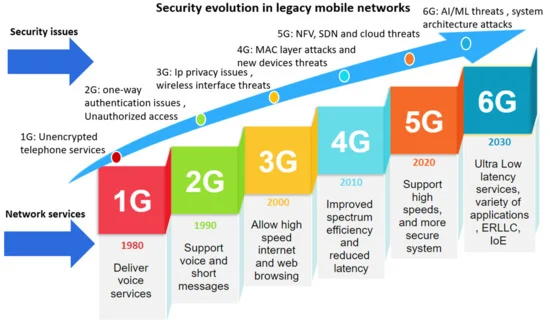 Security evolution in legacy mobile networks
Security issues
6G: AI/ML threats , system
architecture attacks
5G: NFV, SDN and cloud threats
4G: MAC layer attacks and
new devices threats
3G: Ip privacy issues ,
wireless interface threats
2G: one-way
authentication issues ,
Unauthorized access
1G: Unencrypted
telephone services
Network services
1G
1980
Deliver
voice
services
2G
1990
Support
voice and
short
messages
3G
2000
Allow high
speed
internet
and web
browsing
4G
2010
Improved
spectrum
efficiency
and
reduced
latency
5G
2020
Support
high
speeds,
and more
secure
system
6G
2030
Ultra Low
latency
services,
variety of
applications
, ERLLC,
IoE